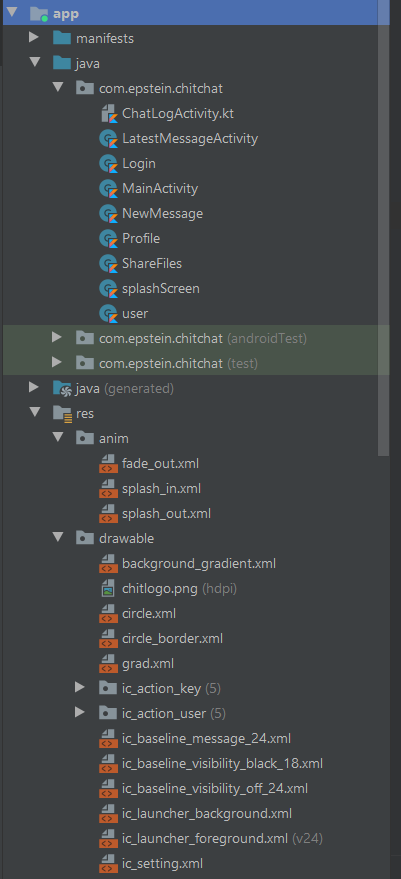 app
manifests
java
com.epstein.chitchat
ChatLogActivity.kt
LatestMessageActivity
Login
MainActivity
NewMessage
Profile
ShareFiles
splashScreen
user
com.epstein.chitchat (androidTest)
com.epstein.chitchat (test)
java (generated)
res
anim
fade_out.xml
splash_in.xml
splash_out.xml
drawable
background_gradient.xml
chitlogo.png (hdpi)
circle.xml
circle_border.xml
grad.xml
ic_action_key (5)
ic_action_user (5)
ic_baseline_message_24.xml
ic_baseline_visibility_black_18.xml
ic_baseline_visibility_off_24.xml
ic_launcher_background.xml
ic_launcher_foreground.xml (v24)
ic_setting.xml